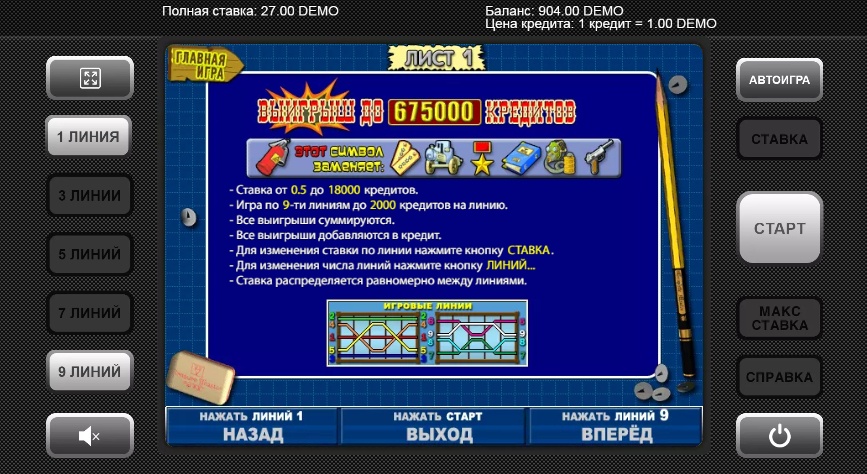 Полная ставка: 27.00 DEMO
Баланс: 904.00 DEMO
Цена кредита: 1 кредит = 1.00 DEMO
ГЛАВНАЯ
ИГРА
ЛИСТ 1
АВТОИГРА
1 ЛИНИЯ
СТАВКА
ВЫИГРЫШ ДО 675000 КРЕДИТОВ
ЭТОТ СИМВОЛ
ЗАМЕНЯЕТ:
3 ЛИНИИ
- Ставка от 0.5 до 18000 кредитов.
- Игра по 9-ти линиям до 2000 кредитов на линию.
- Все выигрыши суммируются.
- Все выигрыши добавляются в кредит.
- Для изменения ставки по линии нажмите кнопку СТАВКА.
- Для изменения числа линий нажмите кнопку ЛИНИЙ...
- Ставка распределяется равномерно между линиями.
СТАРТ
5 ЛИНИЙ
7 ЛИНИЙ
ИГРОВЫЕ ЛИНИИ
МАКС
СТАВКА
9 ЛИНИЙ
СПРАВКА
НАЖАТЬ ЛИНИЙ 1
НАЗАД
НАЖАТЬ СТАРТ
ВЫХОД
НАЖАТЬ ЛИНИЙ 9
ВПЕРЁД